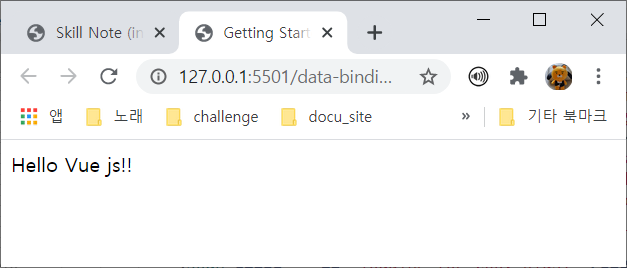 Skill Note (in
Getting Start
127.0.0.1:5501/data-bindi...
앱 노래 challenge docu_site » 기타 북마크
Hello Vue js!!